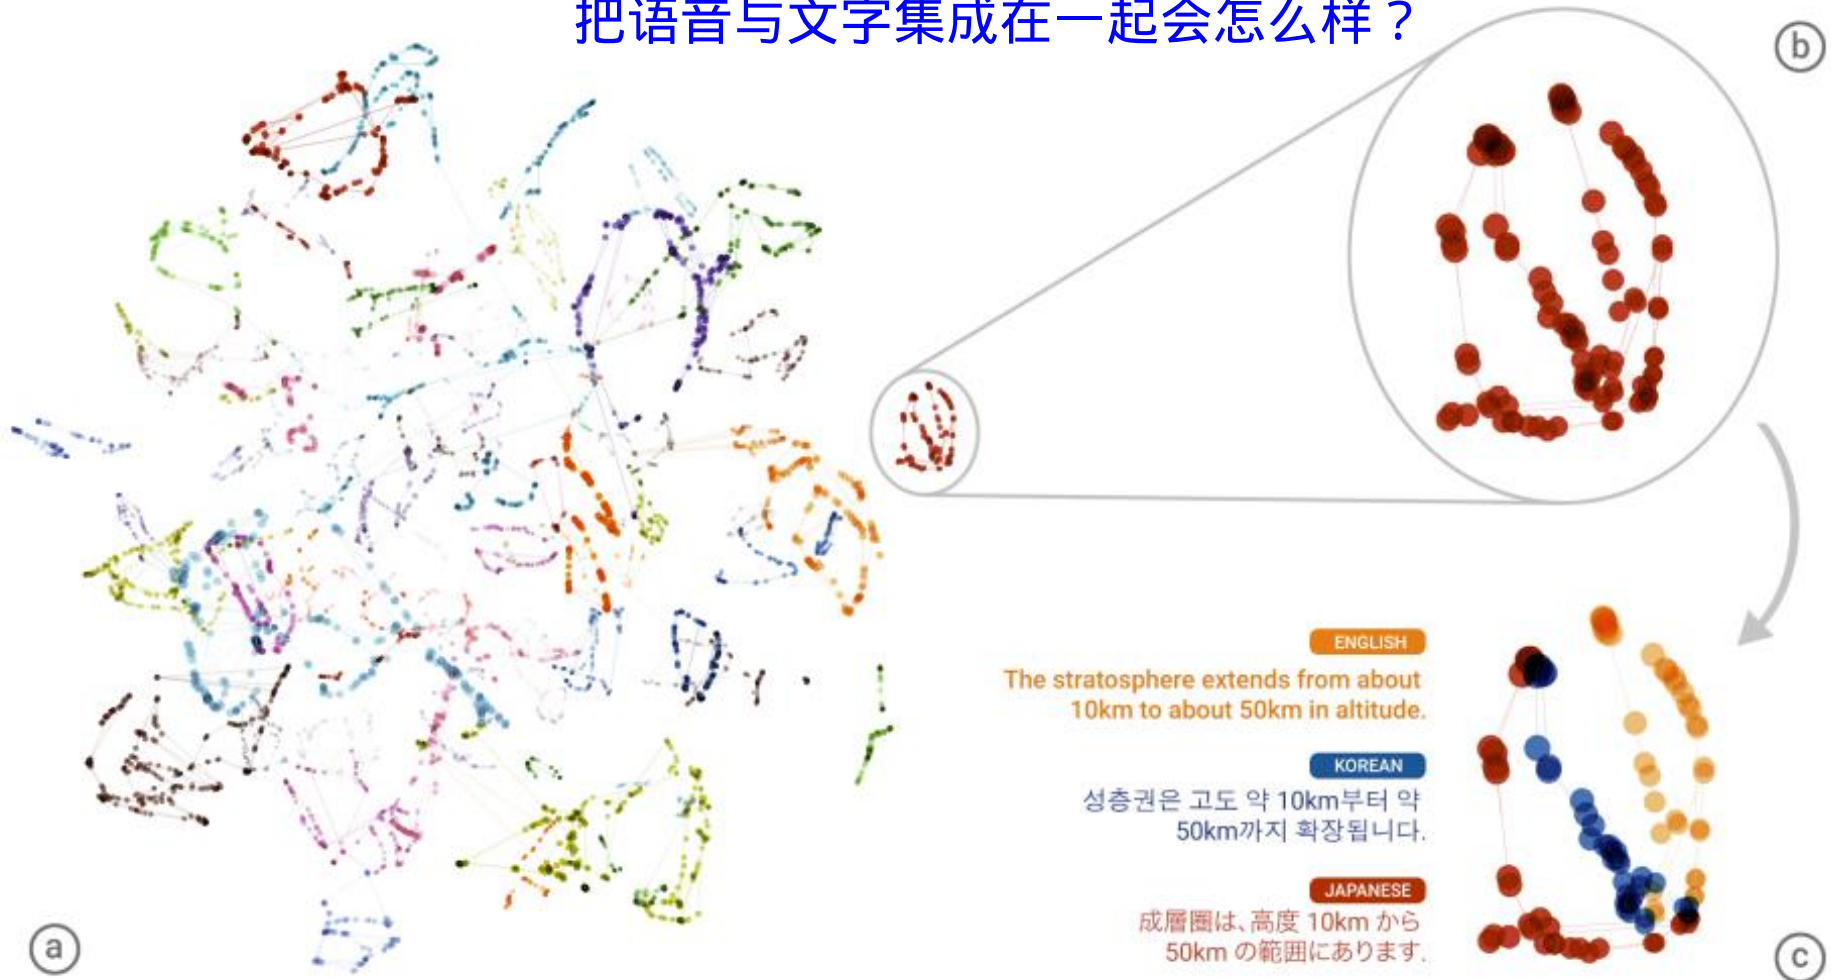 把语音与文字集成在一起会怎么样？
b
ENGLISH
The stratosphere extends from about
10km to about 50km in altitude.
KOREAN
성층권은 고도 약 10km부터 약
50km까지 확장됩니다.
JAPANESE
成層圏は、高度 10km から
50km の範囲にあります.
a
c